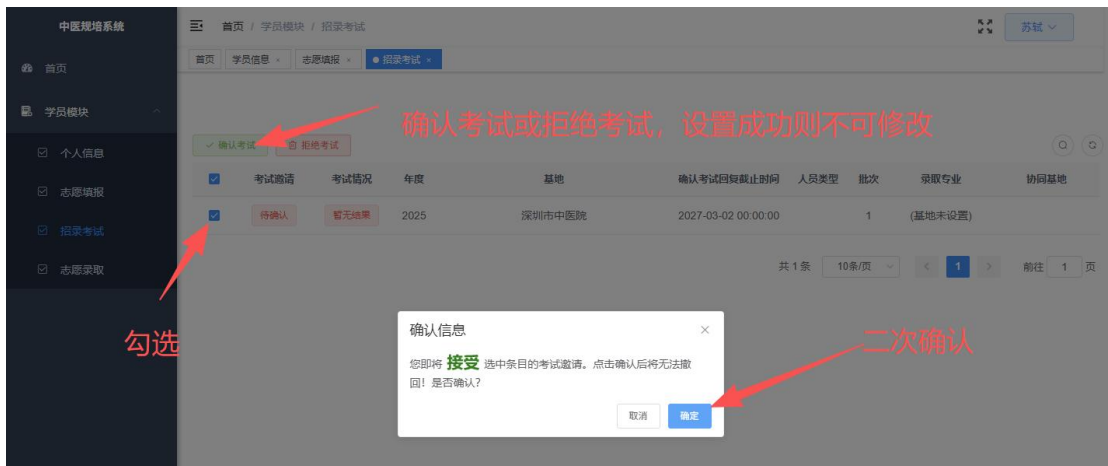 中医规培系统
首页 / 学员模块 / 招录考试
苏轼
首页 学员信息 × 志愿填报 × 招录考试 ×
首页
学员模块
个人信息
志愿填报
招录考试
志愿录取
确认考试或拒绝考试，设置成功则不可修改
确认考试 拒绝考试
考试邀请 考试情况 年度 基地 确认考试回复截止时间 人员类型 批次 录取专业 协同基地
待确认 暂无结果 2025 深圳市中医院 2027-03-02 00:00:00 1 (基地未设置)
共 1 条 10条/页 < 1 > 前往 1 页
勾选
确认信息 ×
您即将 接受 选中条目的考试邀请。点击确认后将无法撤
回！是否确认？
取消 确定
二次确认